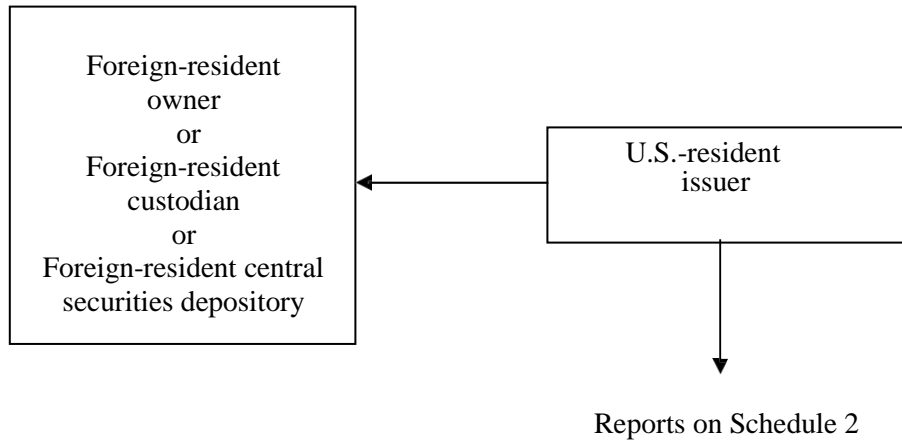 Foreign-resident
owner
or
Foreign-resident
custodian
or
Foreign-resident central
securities depository
U.S.-resident
issuer
Reports on Schedule 2